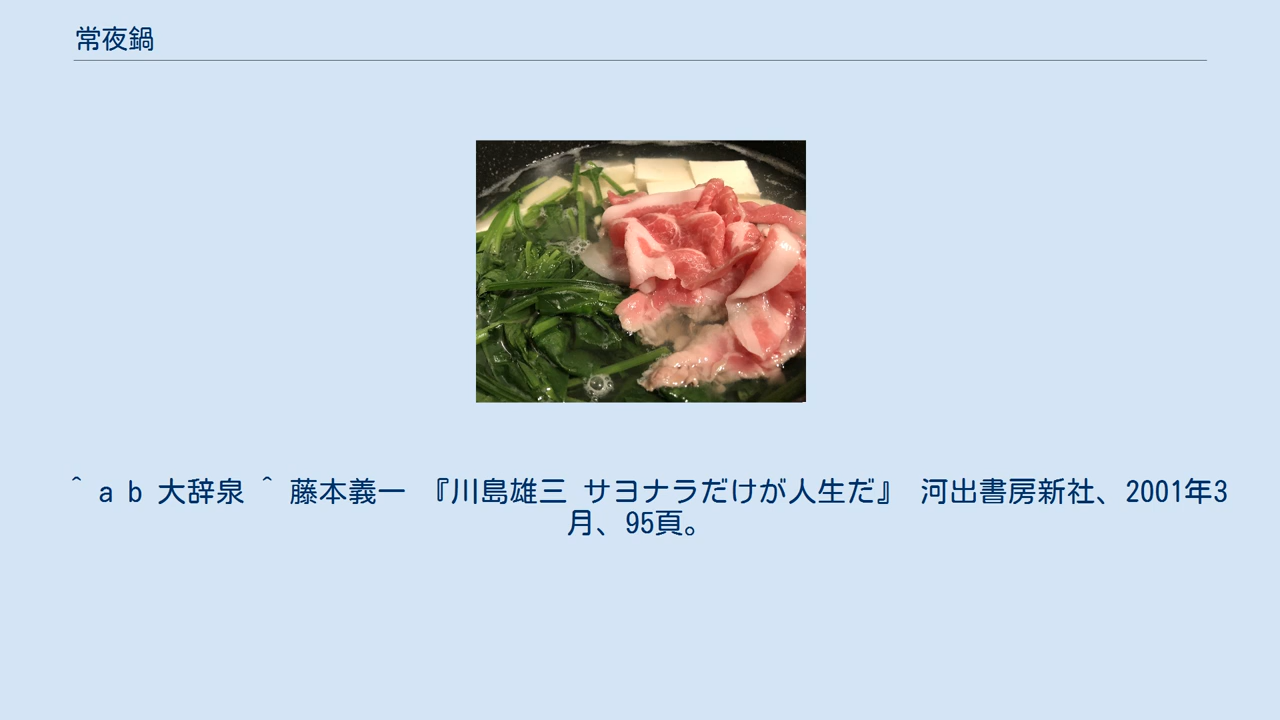 常夜鍋
^ a b 大辞泉 ^ 藤本義一 『川島雄三 サヨナラだけが人生だ』 河出書房新社、2001年3
月、95頁。